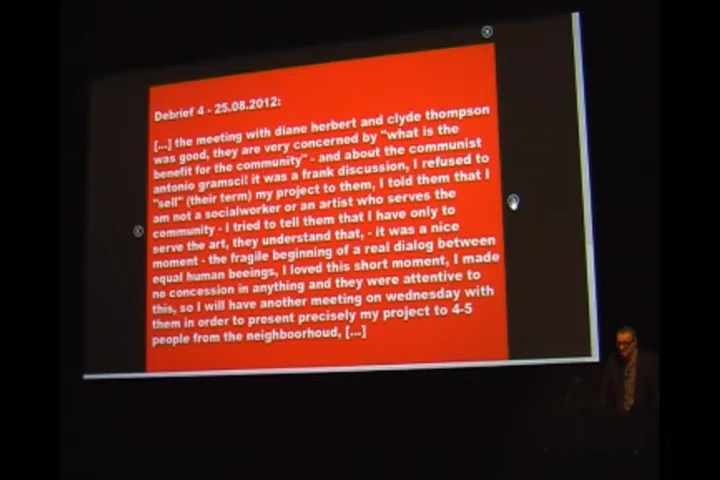 Debrief 4 - 25.08.2012:
[...] the meeting with diane herbert and clyde thompson
was good, they are very concerned by "what is the
benefit for the community" - and about the communist
antonio gramsci! it was a frank discussion, I refused to
"sell" (their term) my project to them, I told them that I
am not a socialworker or an artist who serves the
community - I tried to tell them that I have only to
serve the art, they understand that, - it was a nice
moment - the fragile beginning of a real dialog between
equal human beeings, I loved this short moment, I made
no concession in anything and they were attentive to
this, so I will have another meeting on wednesday with
them in order to present precisely my project to 4-5
people from the neighboorhoud, [...]